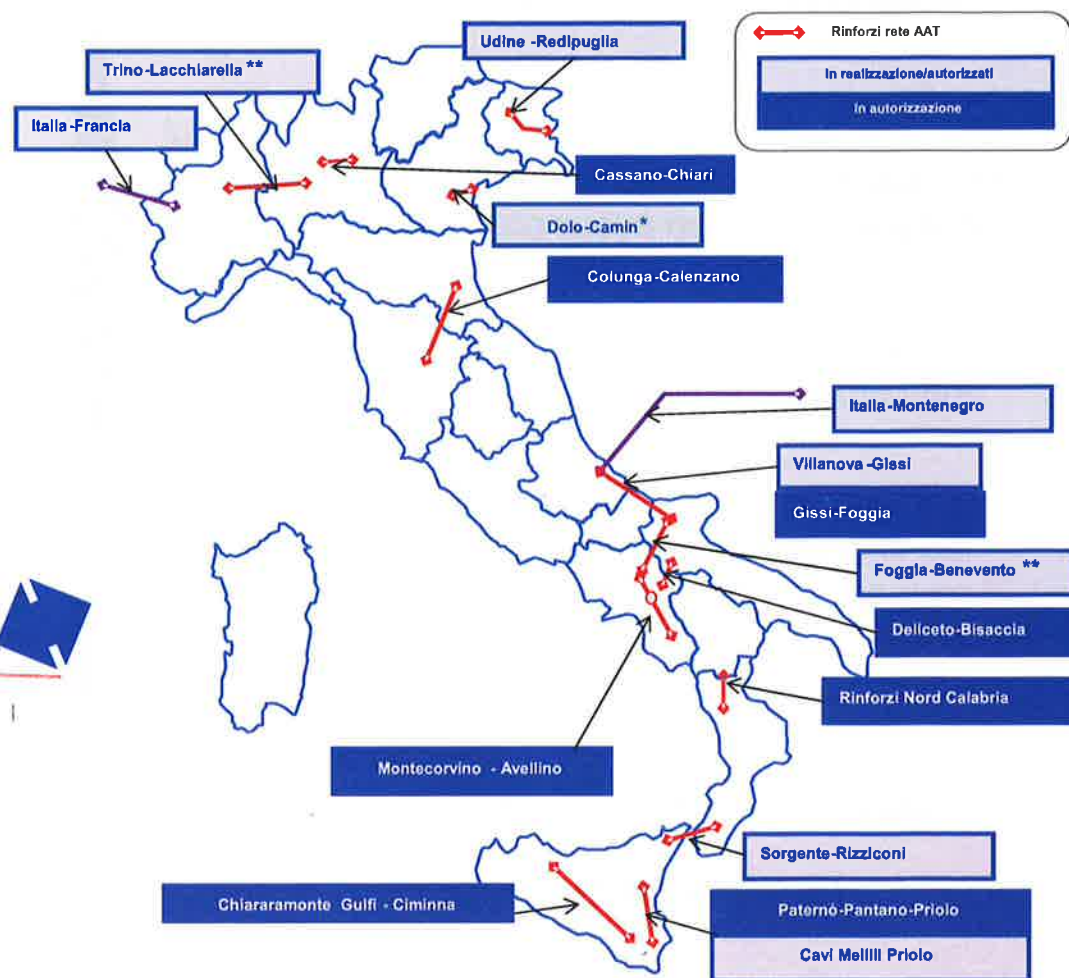 Udine -Redipuglia
Rinforzi rete AAT
In realizzazione/autorizzati
In autorizzazione
Trino-Lacchiarella **
Italia-Francia
Cassano-Chiari
Dolo-Camin*
Colunga-Calenzano
Italia-Montenegro
Villanova -Gissi
Gissi-Foggia
Foggia-Benevento **
Deliceto-Bisaccia
Rinforzi Nord Calabria
Montecorvino - Avellino
Sorgente-Rizziconi
Chiararamonte Gulfi - Ciminna
Paternò-Pantano-Priolo
Cavi Melilli Priolo